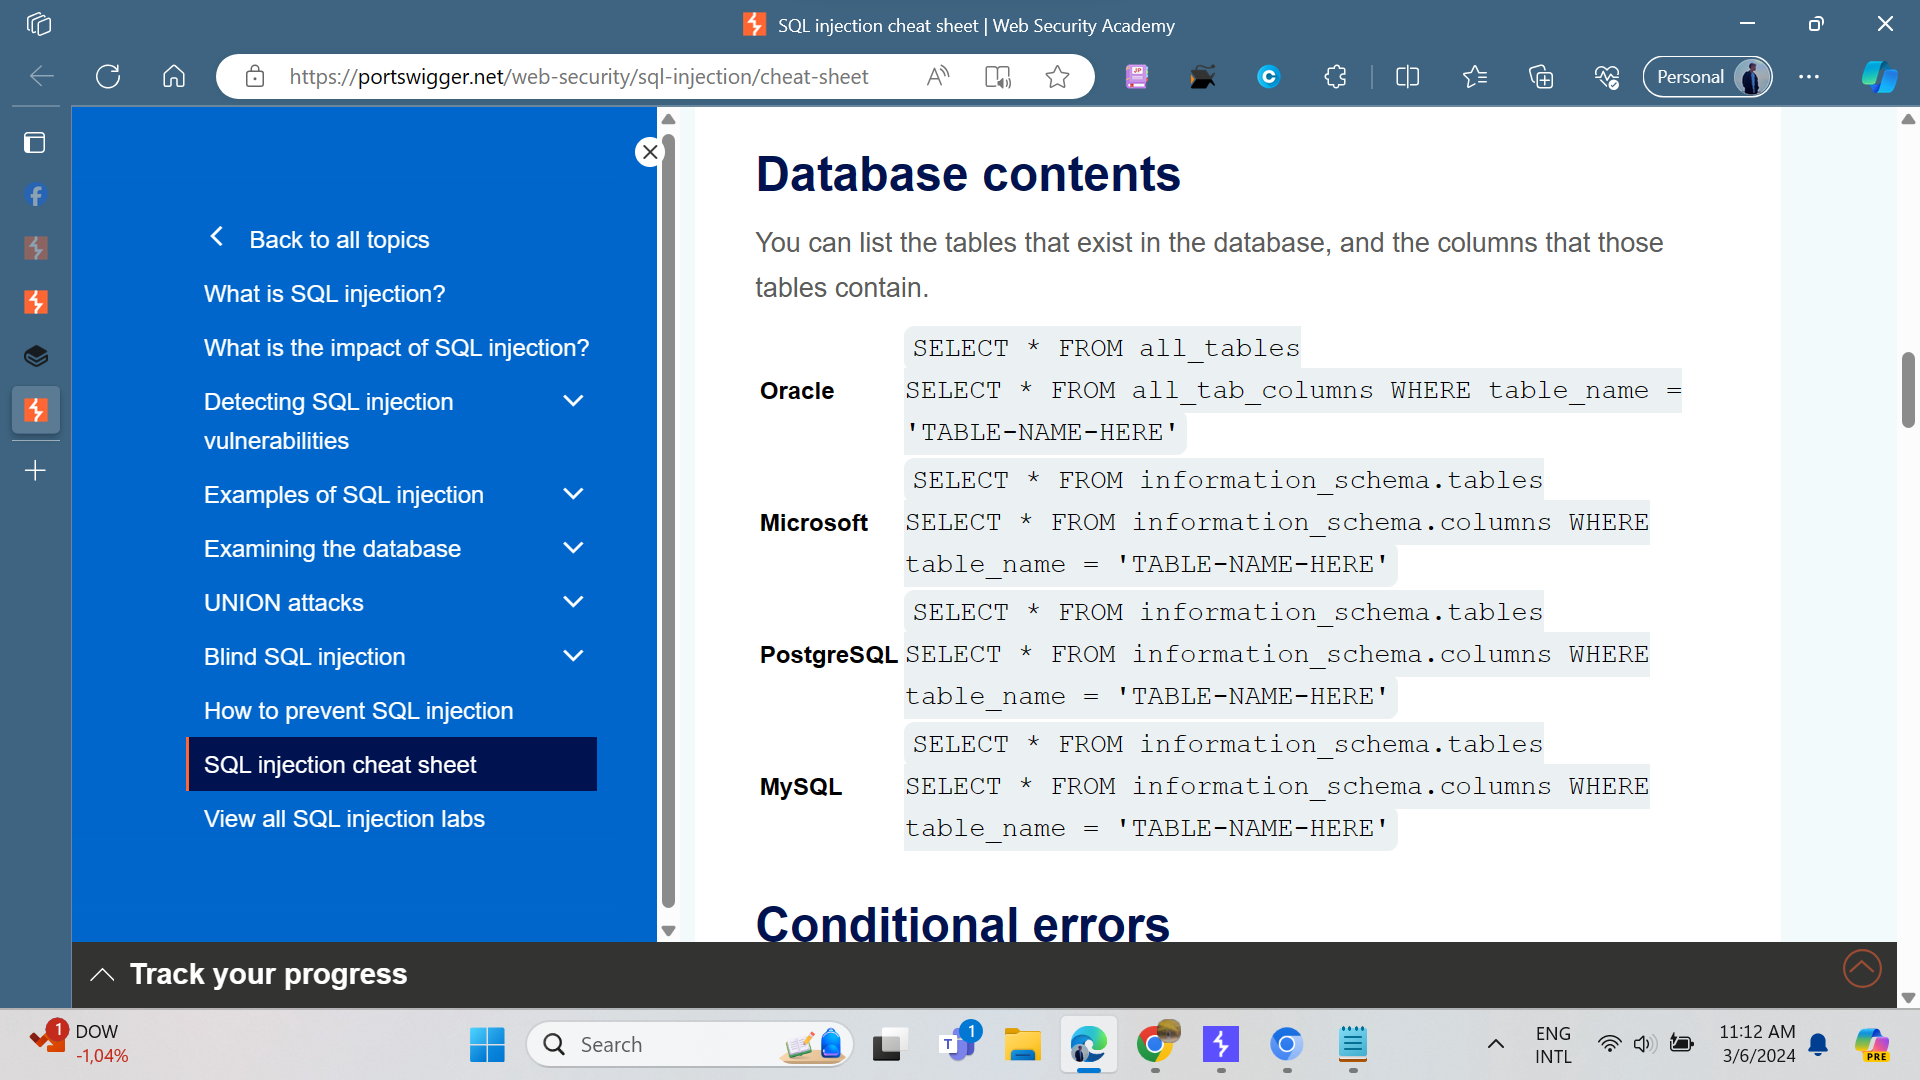 SQL injection cheat sheet | Web Security Academy
https://portswigger.net/web-security/sql-injection/cheat-sheet
Personal
Back to all topics
What is SQL injection?
What is the impact of SQL injection?
Detecting SQL injection
vulnerabilities
Examples of SQL injection
Examining the database
UNION attacks
Blind SQL injection
How to prevent SQL injection
SQL injection cheat sheet
View all SQL injection labs
Database contents
You can list the tables that exist in the database, and the columns that those
tables contain.
Oracle
SELECT * FROM all_tables
SELECT * FROM all_tab_columns WHERE table_name =
'TABLE-NAME-HERE'
Microsoft
SELECT * FROM information_schema.tables
SELECT * FROM information_schema.columns WHERE
table_name = 'TABLE-NAME-HERE'
PostgreSQL
SELECT * FROM information_schema.tables
SELECT * FROM information_schema.columns WHERE
table_name = 'TABLE-NAME-HERE'
MySQL
SELECT * FROM information_schema.tables
SELECT * FROM information_schema.columns WHERE
table_name = 'TABLE-NAME-HERE'
Conditional errors
Track your progress
1
DOW
-1,04%
Search
1
ENG
INTL
11:12 AM
3/6/2024
PRE